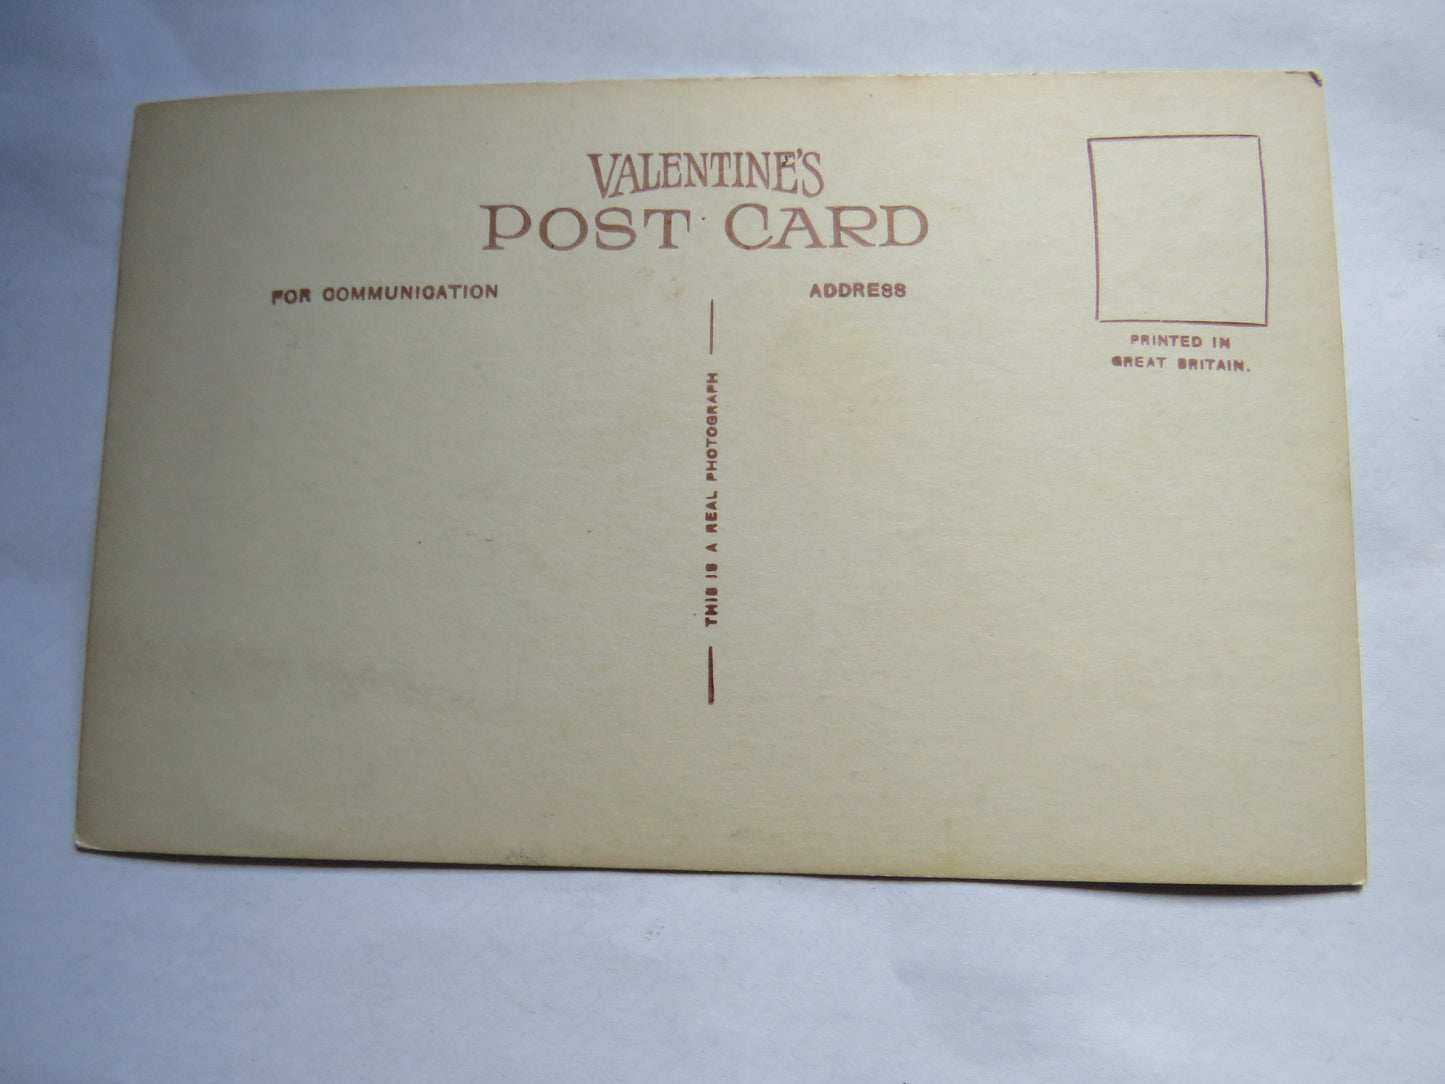 VALENTINE'S
POST CARD
FOR COMMUNICATION
ADDRESS
PRINTED IN
GREAT BRITAIN.
THIS IS A REAL PHOTOGRAPH